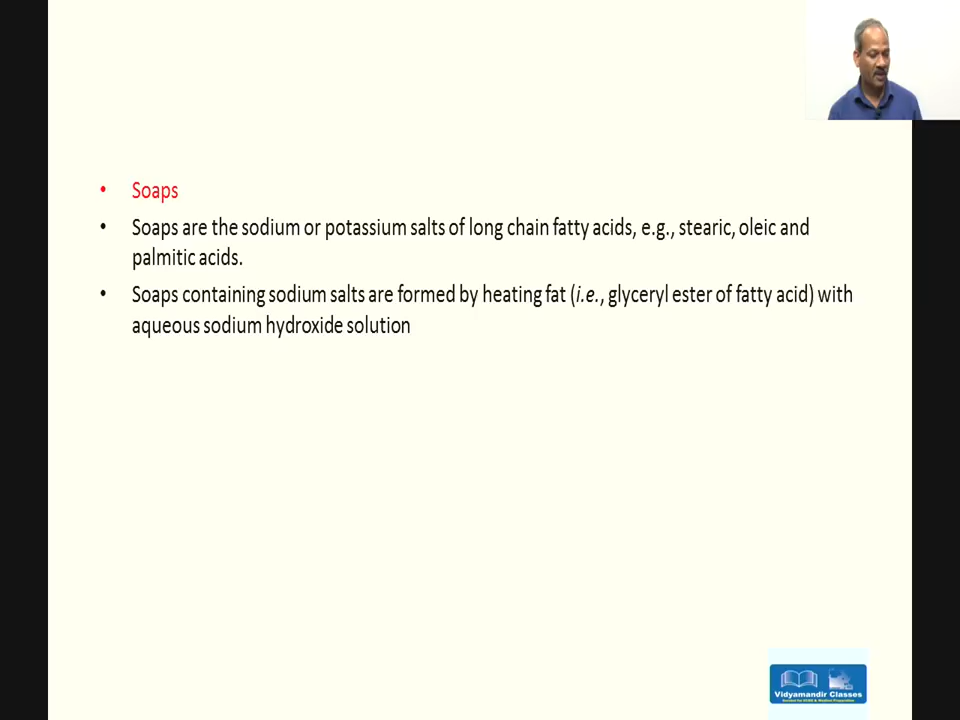 • Soaps
• Soaps are the sodium or potassium salts of long chain fatty acids, e.g., stearic, oleic and
palmitic acids.
• Soaps containing sodium salts are formed by heating fat (i.e., glyceryl ester of fatty acid) with
aqueous sodium hydroxide solution
Vidyamandir Classes